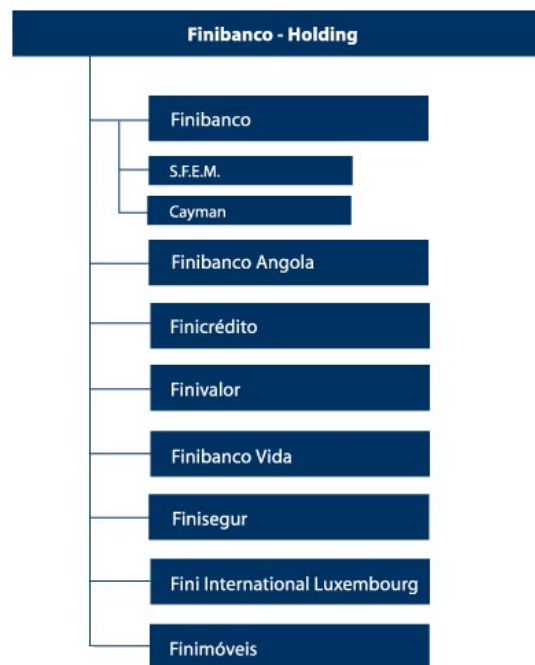 Finibanco - Holding
Finibanco
S.F.E.M.
Cayman
Finibanco Angola
Finicrédito
Finivalor
Finibanco Vida
Finisegur
Fini International Luxembourg
Finimóveis